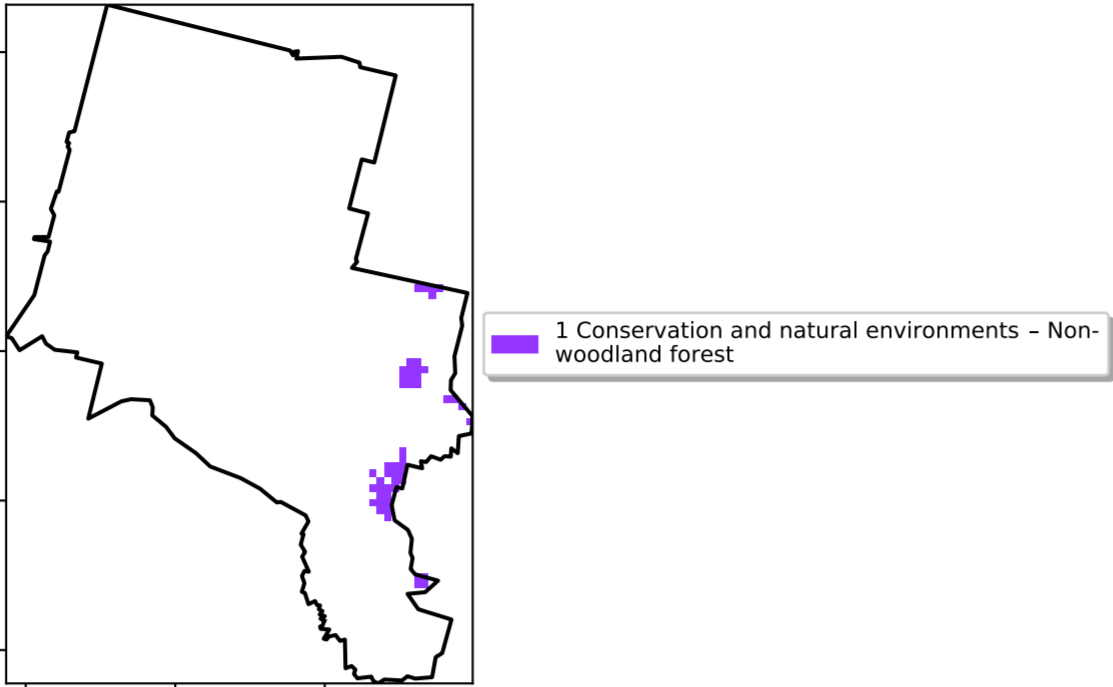 1 Conservation and natural environments – Non-
woodland forest